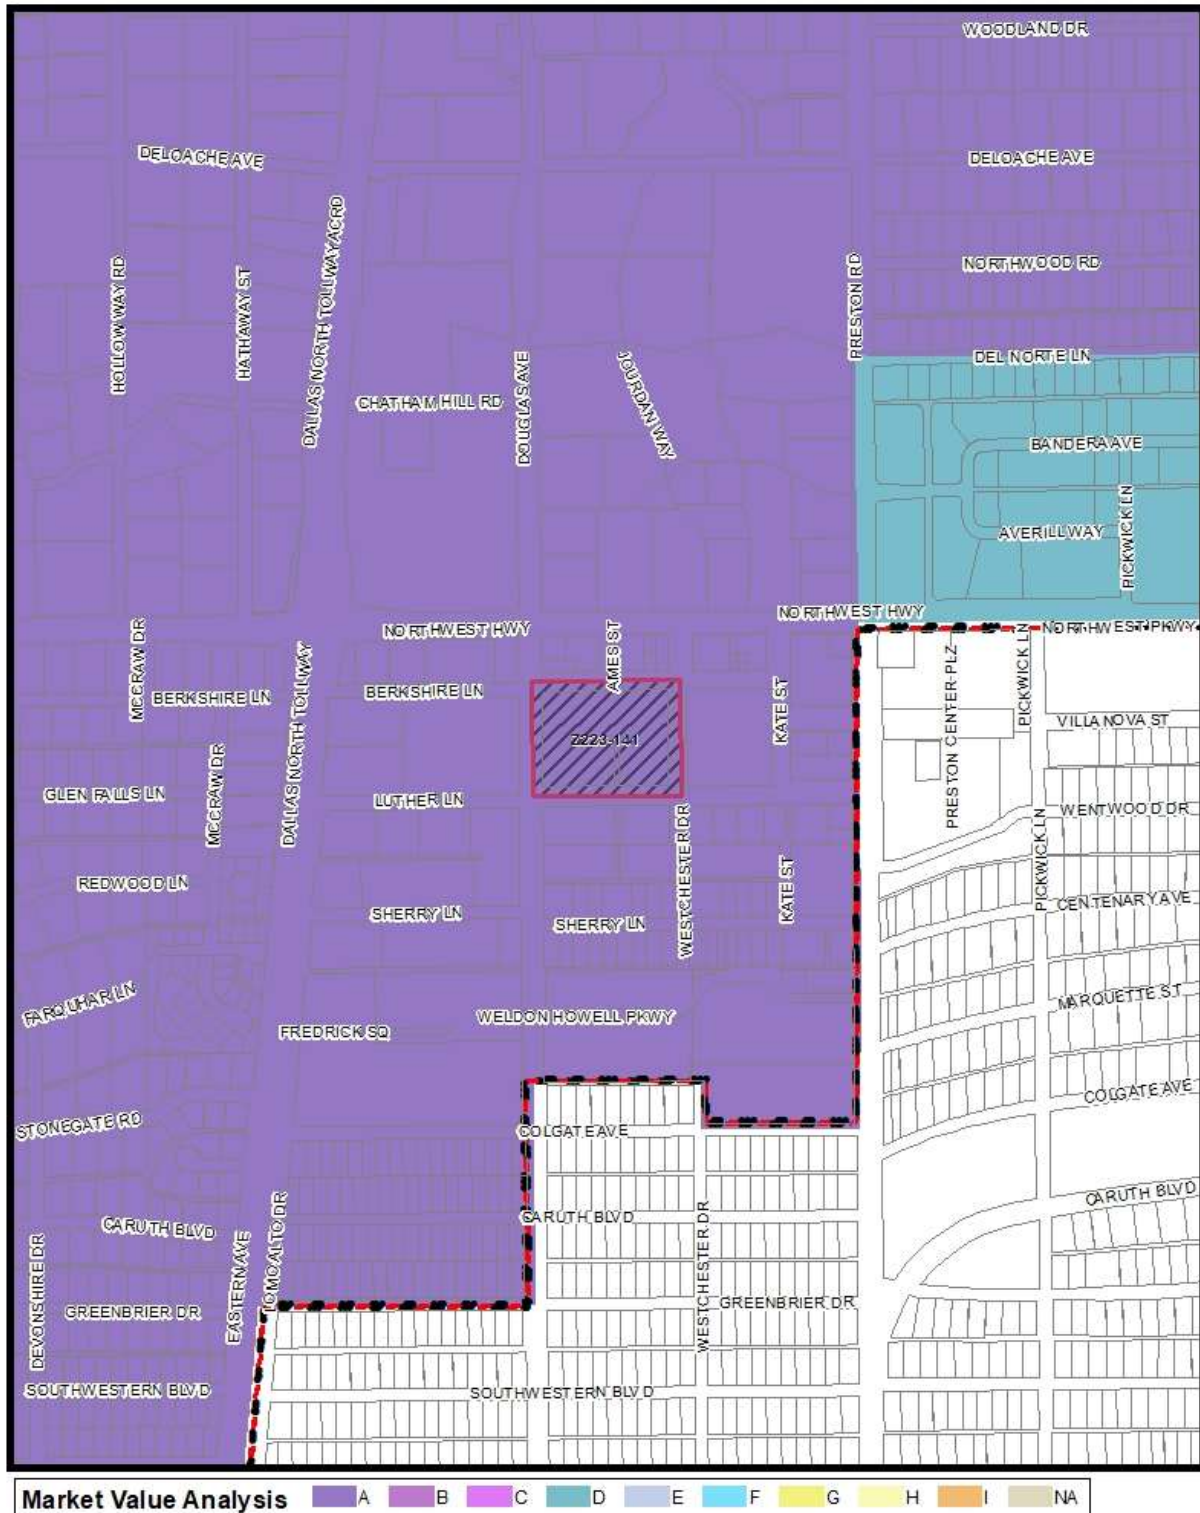 WOODLAND DR
DELOACHE AVE
DELOACHE AVE
HOLLOWAY RD
HATHAWAY ST
DALLAS NORTH TOLLWAY ACRD
NORTHWOOD RD
PRESTON RD
DEL NORTE LN
DOUGLAS AVE
JOURDAN WAY
CHATHAM HILL RD
BANDERA AVE
AVERILL WAY
PICKWICK LN
NORTHWEST HWY
NORTHWEST HWY
NORTHWEST PKWY
MCCRAW DR
AMES ST
BERKSHIRE LN
BERKSHIRE LN
DALLAS NORTH TOLLWAY
KATE ST
PRESTON CENTER PLZ
PICKWICK LN
VILLANOVA ST
Z223-141
MCCRAW DR
GLEN FALLS LN
LUTHER LN
WENTWOOD DR
WESTCHESTER DR
KATE ST
PICKWICK LN
REDWOOD LN
SHERRY LN
SHERRY LN
CENTENARY AVE
FARQUHAR LN
MARQUETTE ST
WELDON HOWELL PKWY
FREDRICK SQ
COLGATE AVE
STONEGATE RD
COLGATE AVE
CARUTH BLVD
CARUTH BLVD
CARUTH BLVD
DEVONSHIRE DR
EASTERN AVE
LOMO ALTO DR
WESTCHESTER DR
GREENBRIER DR
GREENBRIER DR
SOUTHWESTERN BLVD
SOUTHWESTERN BLVD
Market Value Analysis A B C D E F G H I NA